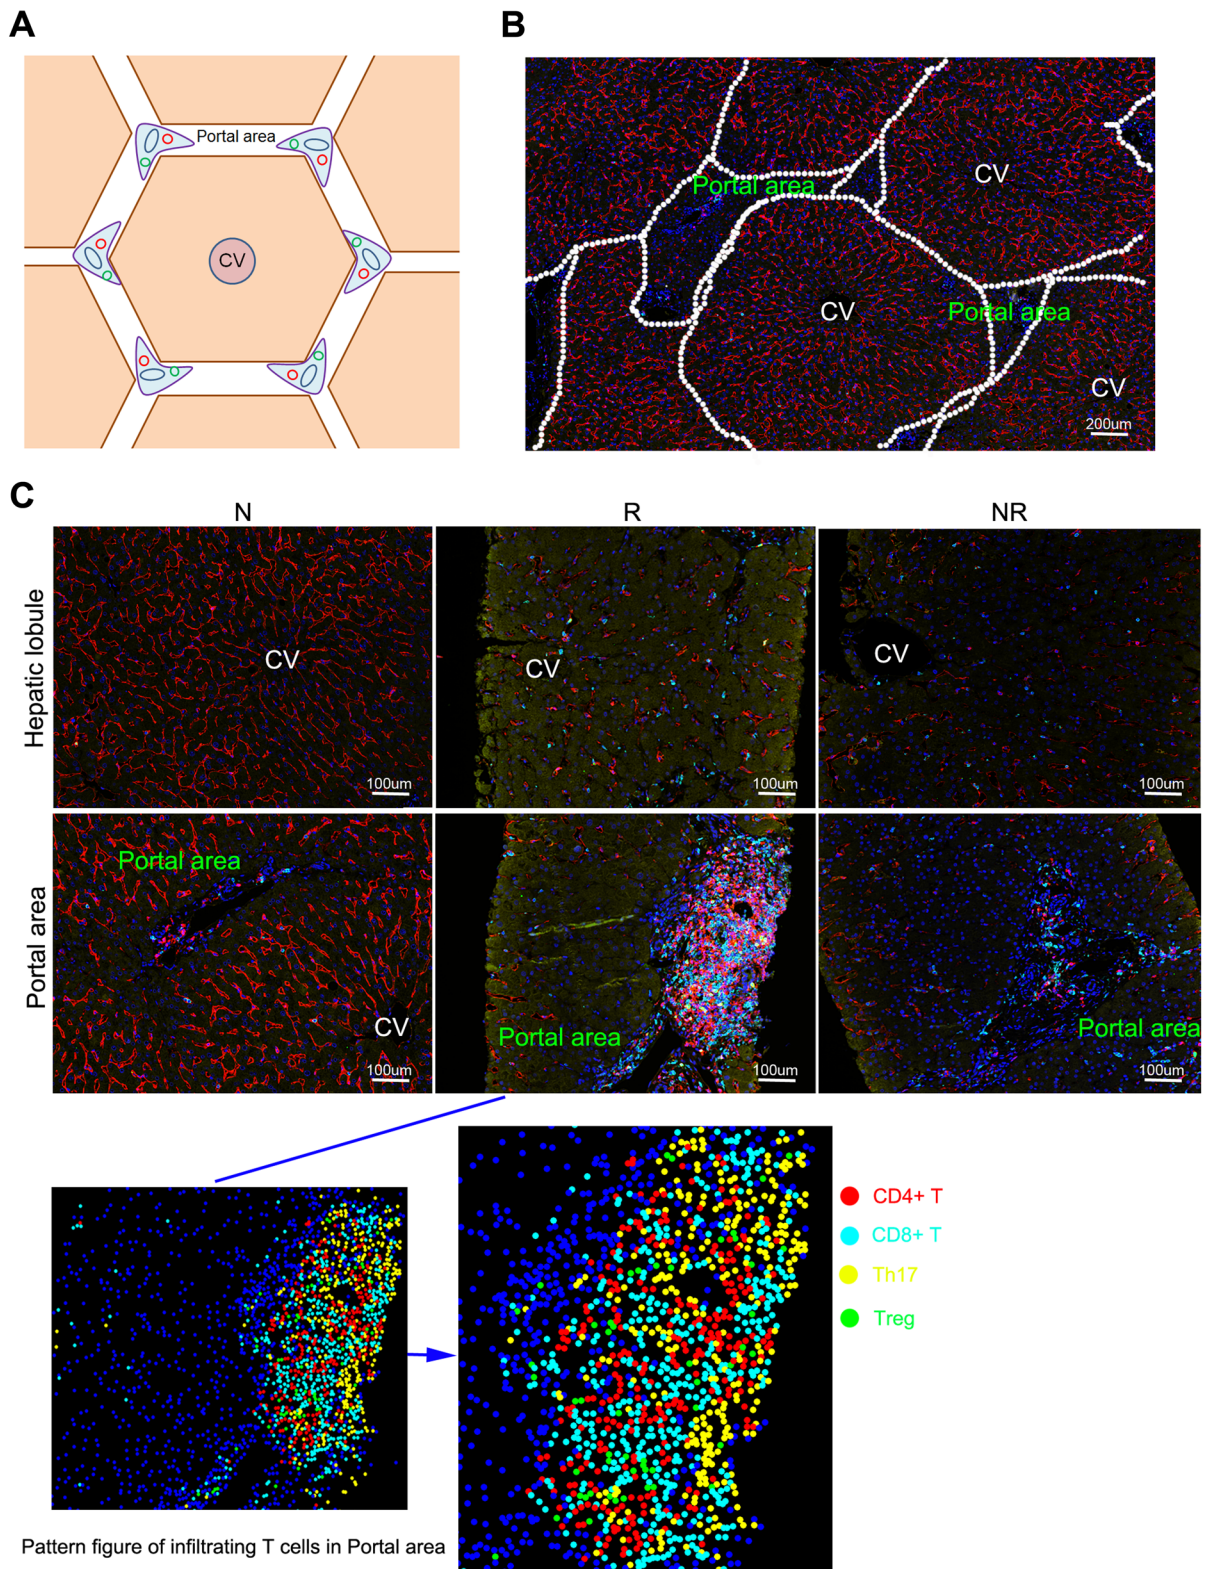 A
Portal area
CV
B
Portal area
CV
CV
Portal area
CV
200um
C
N
R
NR
Hepatic lobule
CV
100um
CV
100um
CV
100um
Portal area
Portal area
CV
100um
Portal area
100um
Portal area
100um
CD4+ T
CD8+ T
Th17
Treg
Pattern figure of infiltrating T cells in Portal area